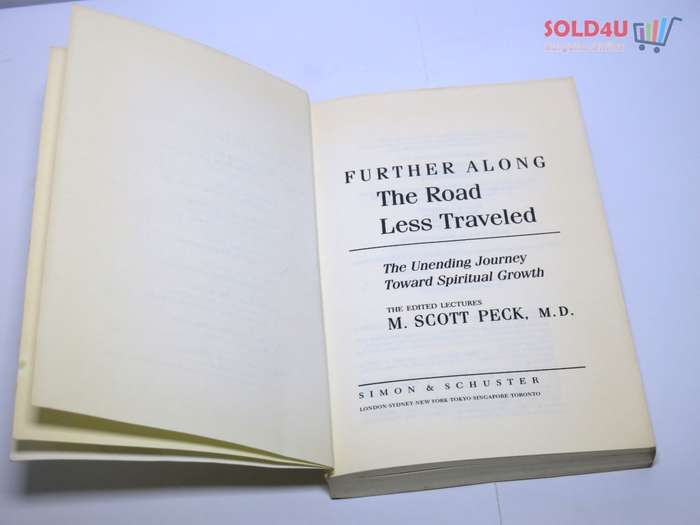 SOLD4U
FURTHER ALONG
The Road
Less Traveled
The Unending Journey
Toward Spiritual Growth
THE EDITED LECTURES
M. SCOTT PECK, M.D.
SIMON & SCHUSTER
LONDON·SYDNEY·NEW YORK·TOKYO·SINGAPORE·TORONTO